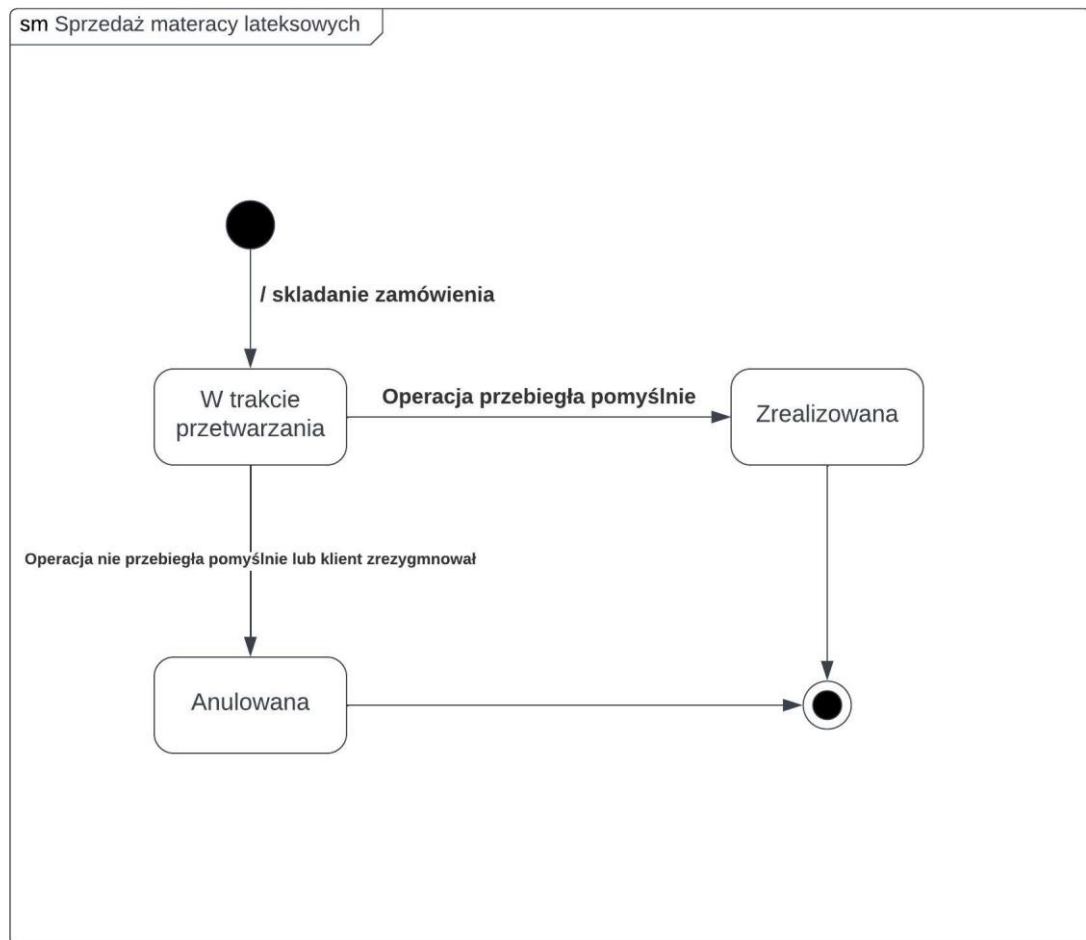 sm Sprzedaż materacy lateksowych
/ skladanie zamówienia
W trakcie
przetwarzania
Operacja przebiegła pomyślnie
Zrealizowana
Operacja nie przebiegła pomyślnie lub klient zrezygmnował
Anulowana